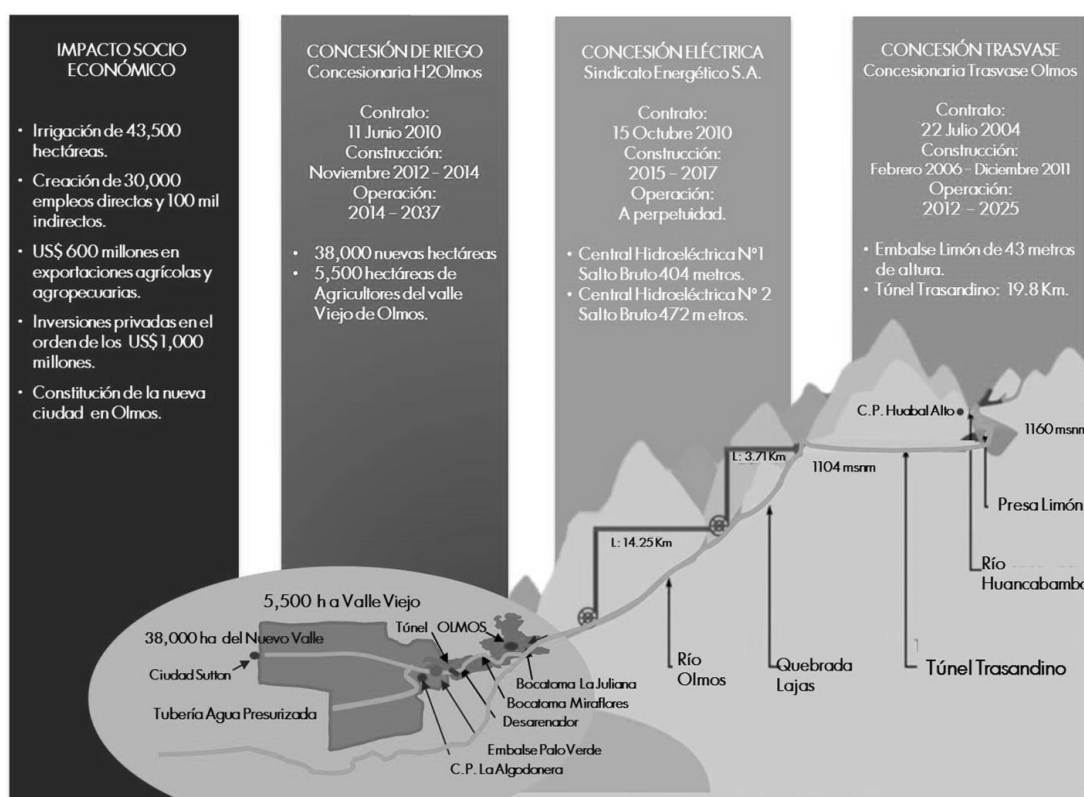 IMPACTO SOCIO
ECONÓMICO
• Irrigación de 43,500
hectáreas.
• Creación de 30,000
empleos directos y 100 mil
indirectos.
• US$ 600 millones en
exportaciones agrícolas y
agropecuarias.
• Inversiones privadas en el
orden de los US$ 1,000
millones.
• Constitución de la nueva
ciudad en Olmos.
CONCESIÓN DE RIEGO
Concesionaria H2Olmos
Contrato:
11 Junio 2010
Construcción:
Noviembre 2012 – 2014
Operación:
2014 – 2037
• 38,000 nuevas hectáreas
• 5,500 hectáreas de
Agricultores del valle
Viejo de Olmos.
CONCESIÓN ELÉCTRICA
Sindicato Energético S.A.
Contrato:
15 Octubre 2010
Construcción:
2015 – 2017
Operación:
A perpetuidad.
• Central Hidroeléctrica Nº1
Salto Bruto 404 metros.
• Central Hidroeléctrica Nº 2
Salto Bruto 472 metros.
CONCESIÓN TRASVASE
Concesionaria Trasvase Olmos
Contrato:
22 Julio 2004
Construcción:
Febrero 2006 - Diciembre 2011
Operación:
2012 – 2025
• Embalse Limón de 43 metros
de altura.
• Túnel Trasandino: 19.8 Km.
C.P. Huabal Alto
1160 msnm
L: 3.71 Km
1104 msnm
Presa Limón
L: 14.25 Km
Río
Huancabamba
5,500 ha Valle Viejo
Túnel
OLMOS
38,000 ha del Nuevo Valle
Ciudad Sutton
Río
Olmos
Quebrada
Lajas
Túnel Trasandino
Bocatoma La Juliana
Bocatoma Miraflores
Tubería Agua Presurizada
Desarenador
Embalse Palo Verde
C.P. La Algodonera